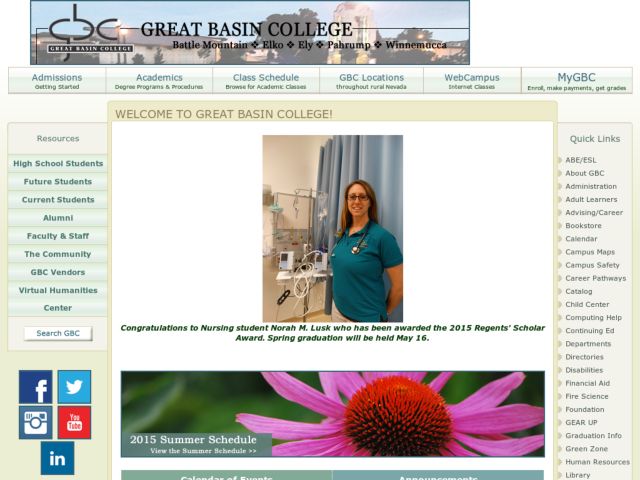 gbc
GREAT BASIN COLLEGE
GREAT BASIN COLLEGE
Battle Mountain ❖ Elko ❖ Ely ❖ Pahrump ❖ Winnemucca
Admissions
Getting Started
Academics
Degree Programs & Procedures
Class Schedule
Browse for Academic Classes
GBC Locations
throughout rural Nevada
WebCampus
Internet Classes
MyGBC
Enroll, make payments, get grades
Resources
High School Students
Future Students
Current Students
Alumni
Faculty & Staff
The Community
GBC Vendors
Virtual Humanities
Center
Search GBC
You
Tube
in
WELCOME TO GREAT BASIN COLLEGE!
Congratulations to Nursing student Norah M. Lusk who has been awarded the 2015 Regents' Scholar
Award. Spring graduation will be held May 16.
2015 Summer Schedule
View the Summer Schedule >>
Calendar of Events
Announcements
Quick Links
ABE/ESL
About GBC
Administration
Adult Learners
Advising/Career
Bookstore
Calendar
Campus Maps
Campus Safety
Career Pathways
Catalog
Child Center
Computing Help
Continuing Ed
Departments
Directories
Disabilities
Financial Aid
Fire Science
Foundation
GEAR UP
Graduation Info
Green Zone
Human Resources
Library